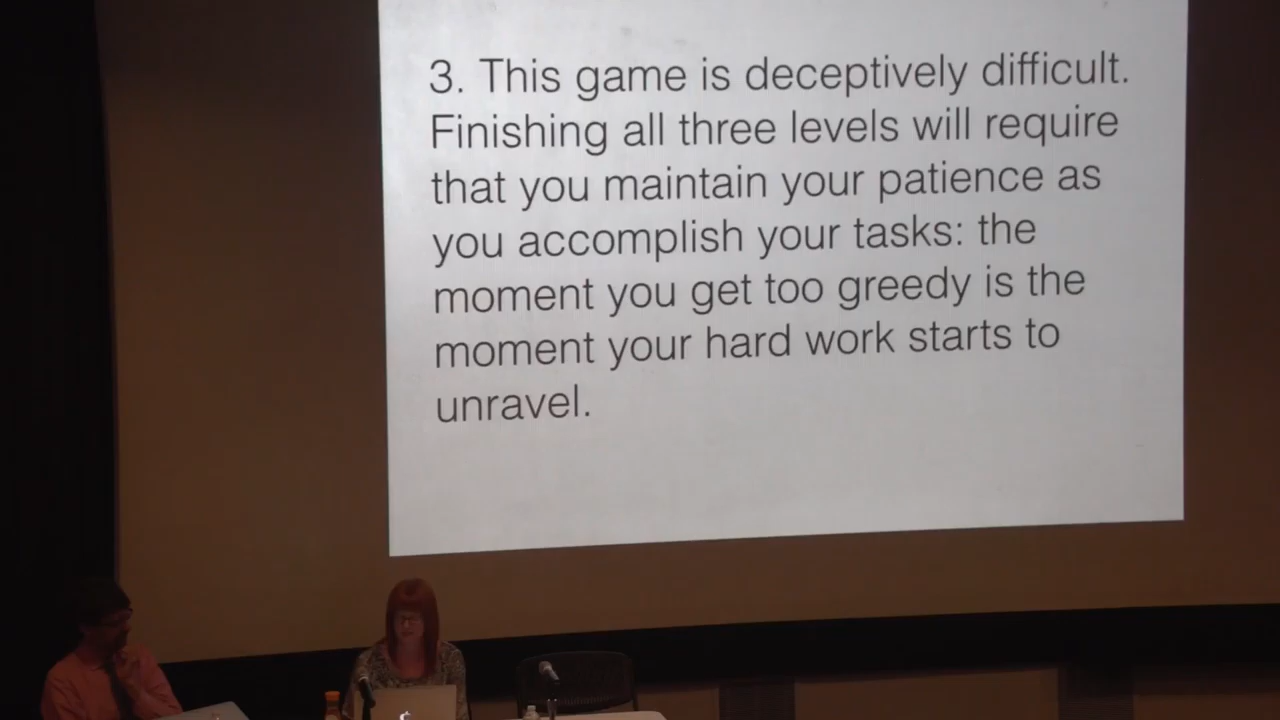 3. This game is deceptively difficult.
Finishing all three levels will require
that you maintain your patience as
you accomplish your tasks: the
moment you get too greedy is the
moment your hard work starts to
unravel.